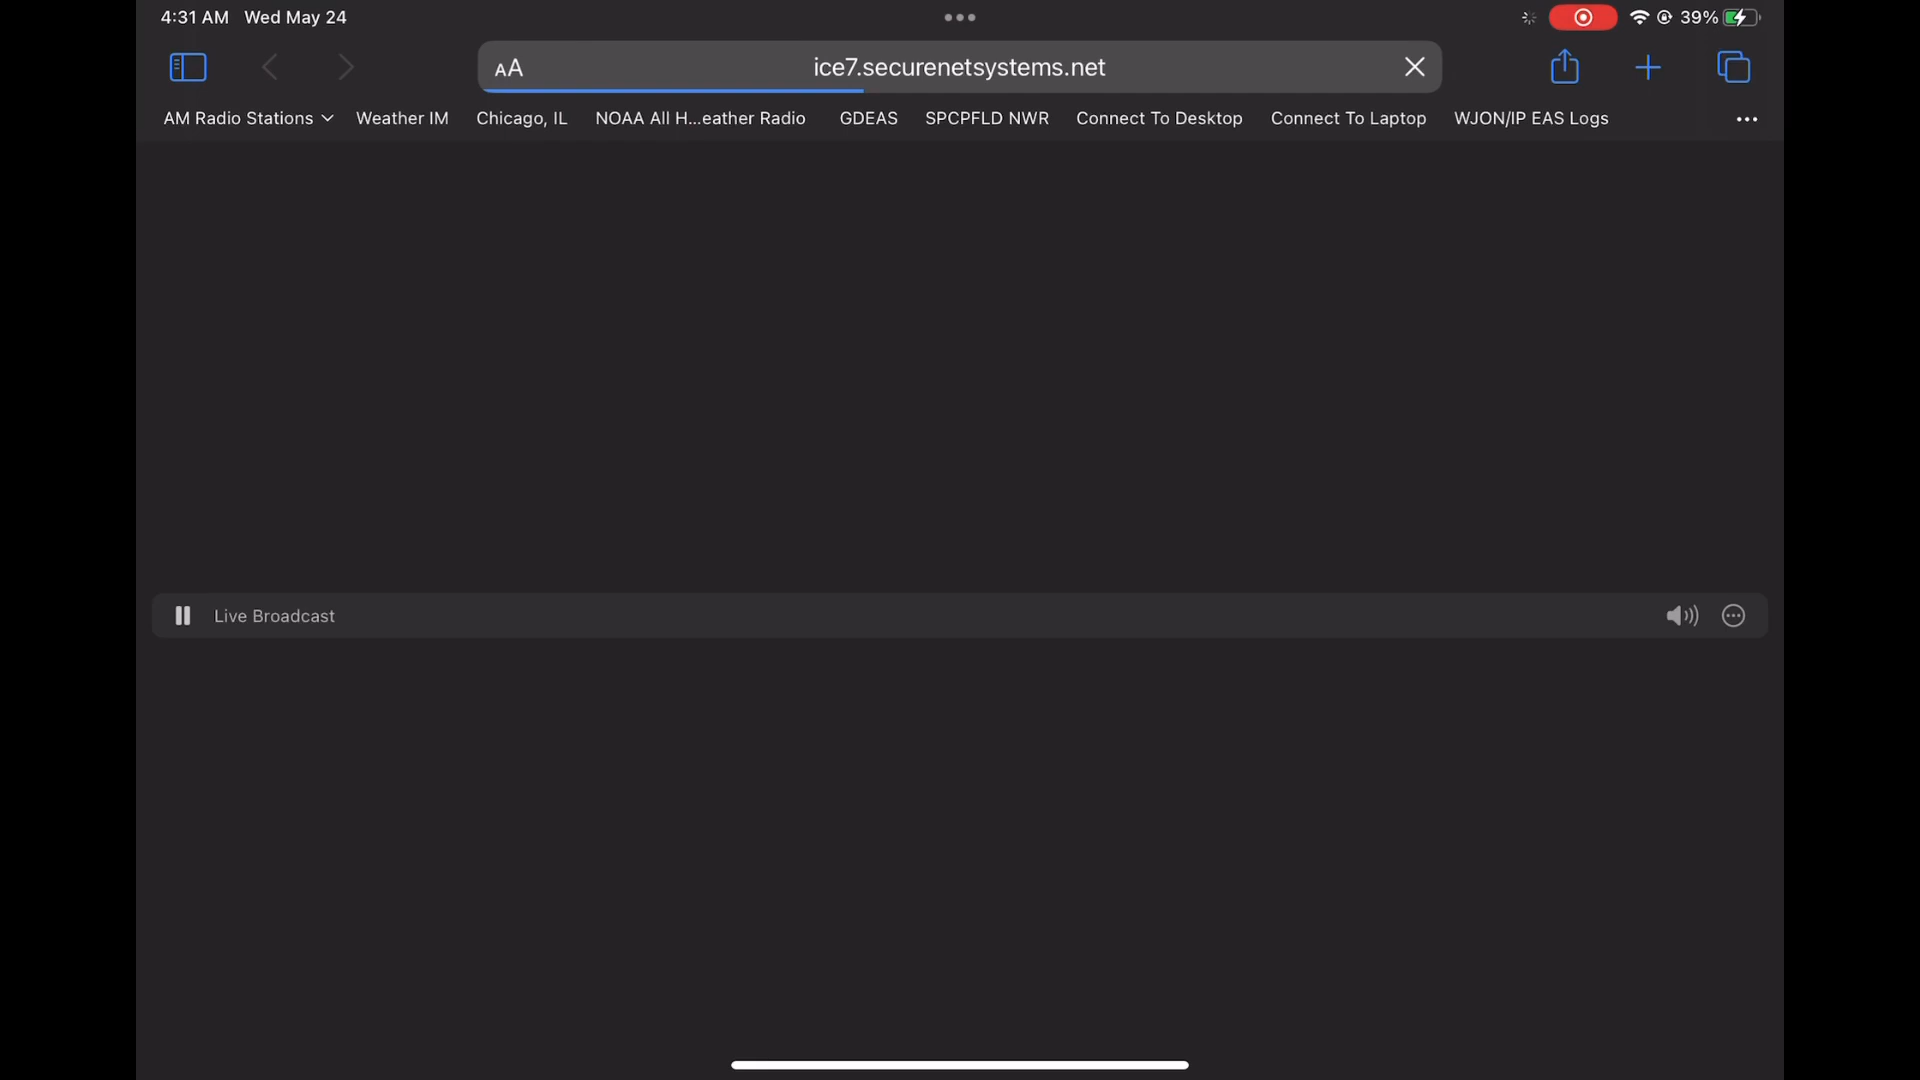 4:31 AM Wed May 24
39%
AA ice7.securenetsystems.net
AM Radio Stations Weather IM Chicago, IL NOAA All H...eather Radio GDEAS SPCPFLD NWR Connect To Desktop Connect To Laptop WJON/IP EAS Logs
Live Broadcast